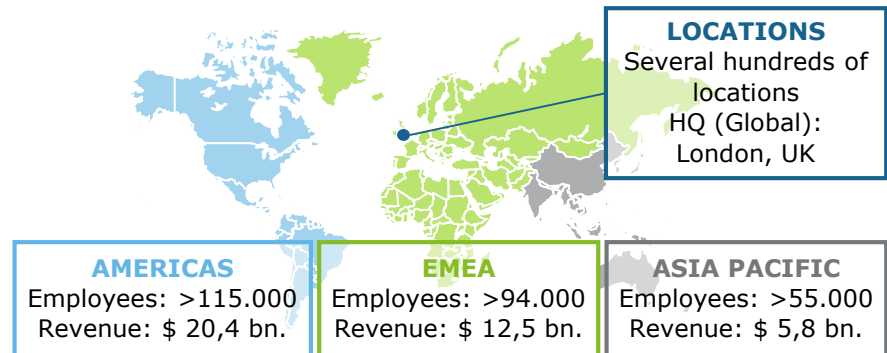 LOCATIONS
Several hundreds of
locations
HQ (Global):
London, UK
AMERICAS
Employees: >115.000
Revenue: $ 20,4 bn.
EMEA
Employees: >94.000
Revenue: $ 12,5 bn.
ASIA PACIFIC
Employees: >55.000
Revenue: $ 5,8 bn.